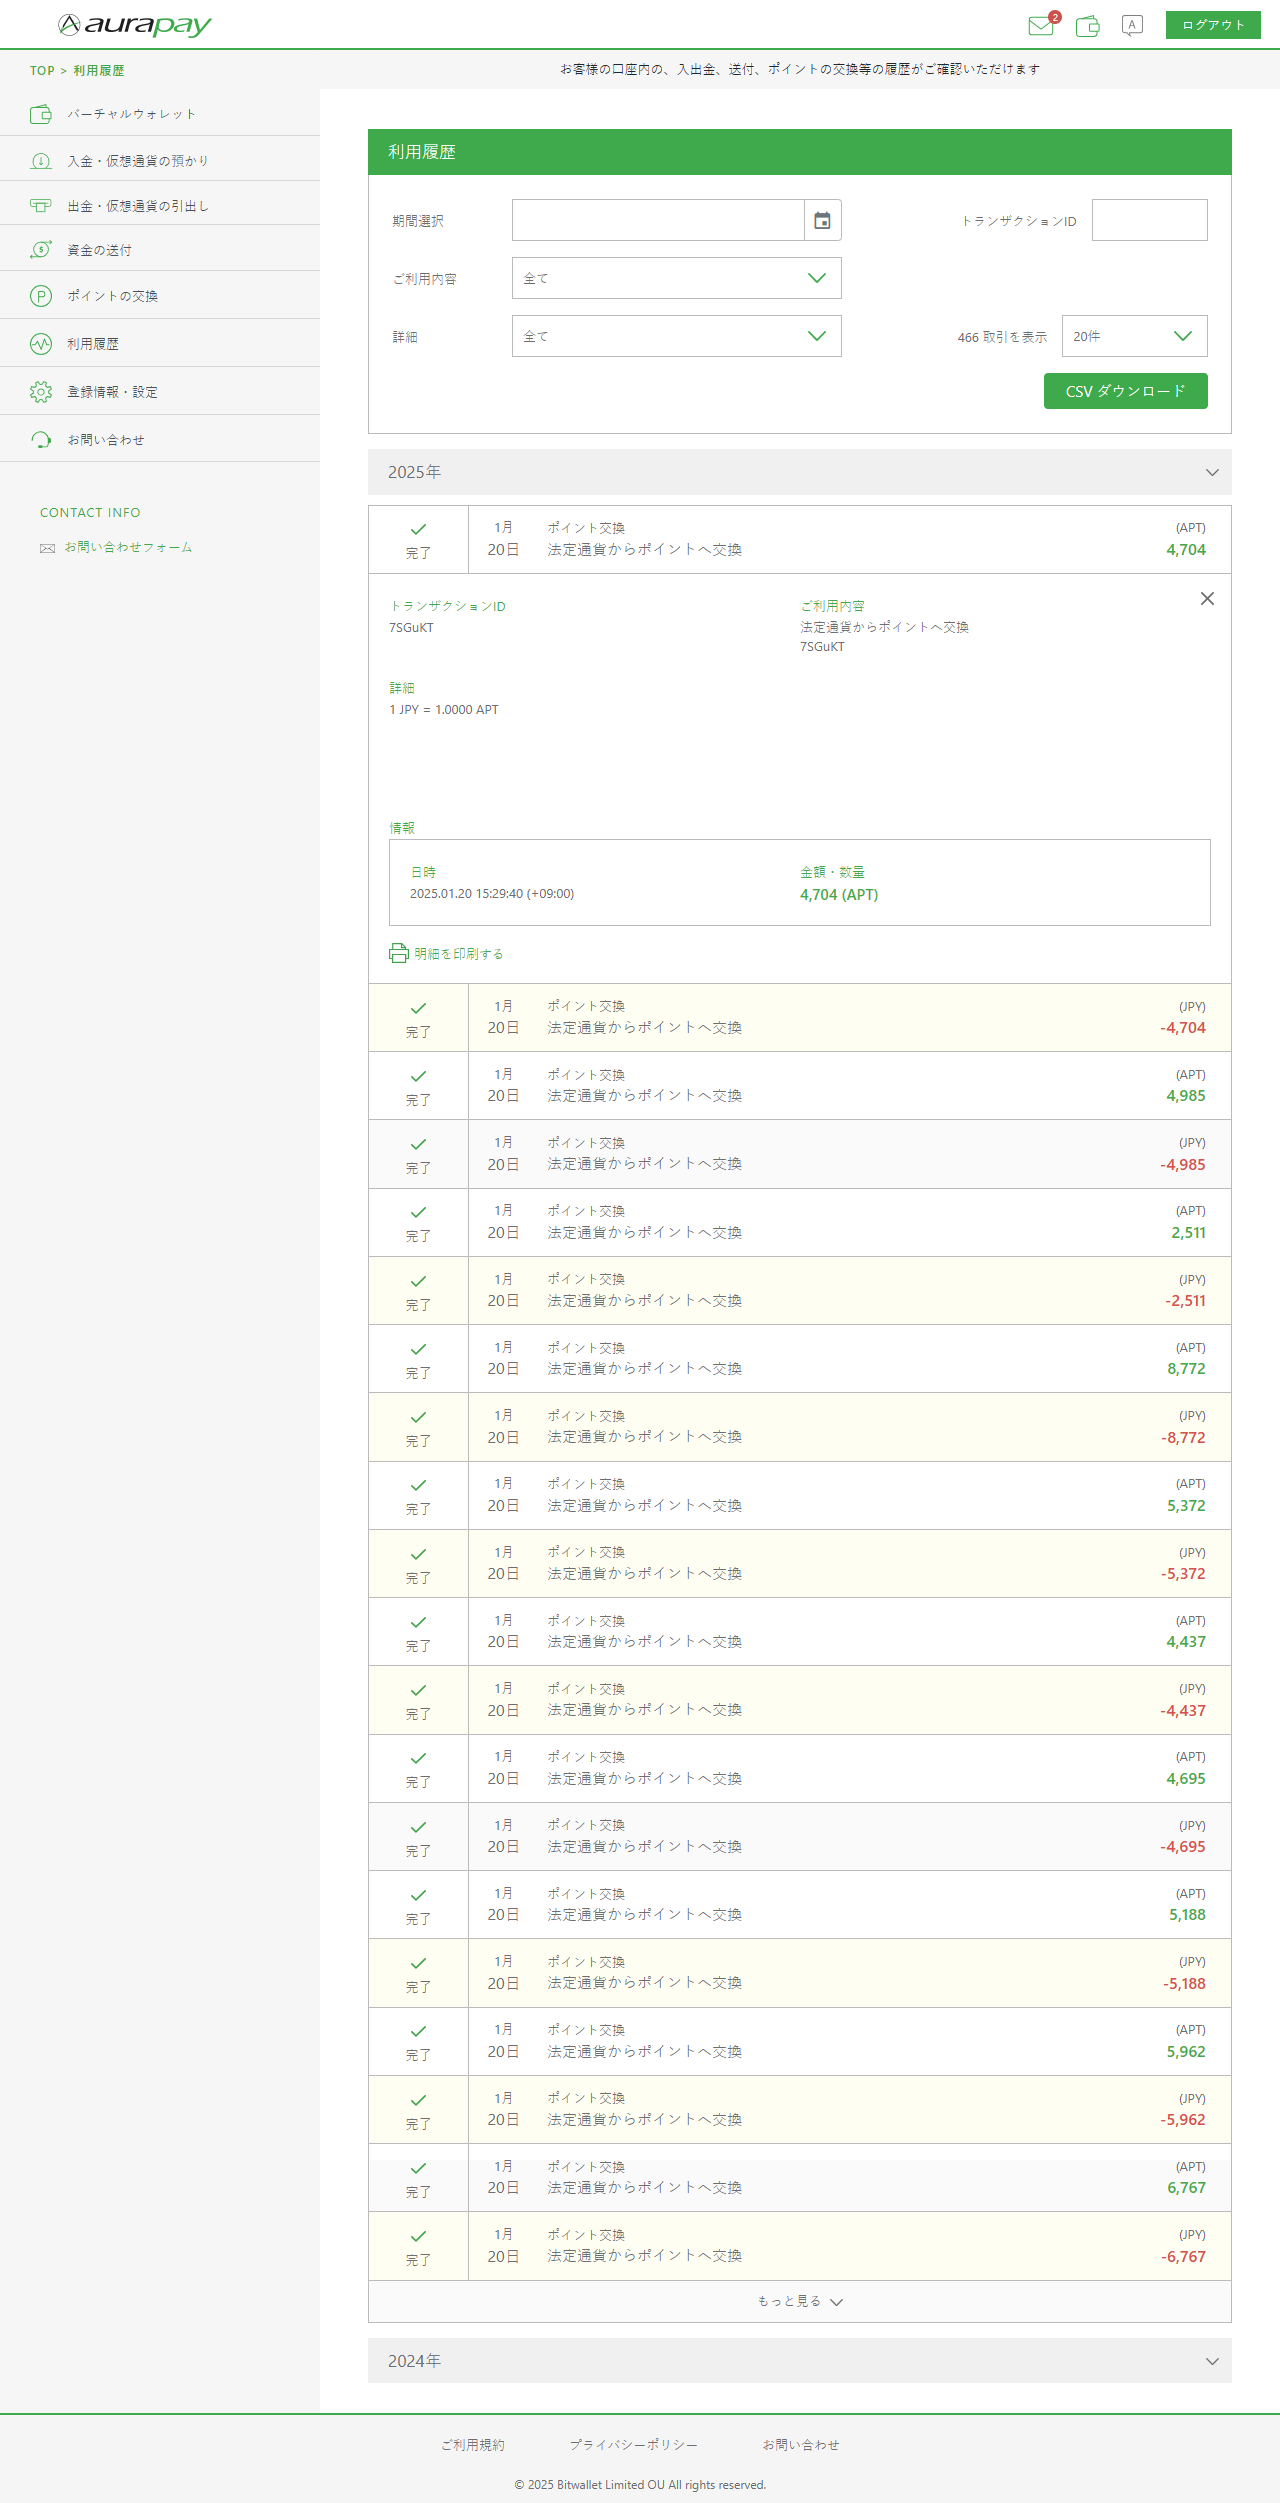 aurapay
2
A
ログアウト
TOP > 利用履歴
お客様の口座内の、入出金、送付、ポイントの交換等の履歴がご確認いただけます
バーチャルウォレット
入金・仮想通貨の預かり
出金・仮想通貨の引出し
資金の送付
ポイントの交換
利用履歴
登録情報・設定
お問い合わせ
CONTACT INFO
お問い合わせフォーム
利用履歴
期間選択
トランザクションID
ご利用内容
全て
詳細
全て
466 取引を表示
20件
CSV ダウンロード
2025年
完了
1月
20日
ポイント交換
法定通貨からポイントへ交換
(APT)
4,704
トランザクションID
7SGuKT
ご利用内容
法定通貨からポイントへ交換
7SGuKT
詳細
1 JPY = 1.0000 APT
情報
日時
2025.01.20 15:29:40 (+09:00)
金額・数量
4,704 (APT)
明細を印刷する
完了
1月
20日
ポイント交換
法定通貨からポイントへ交換
(JPY)
-4,704
完了
1月
20日
ポイント交換
法定通貨からポイントへ交換
(APT)
4,985
完了
1月
20日
ポイント交換
法定通貨からポイントへ交換
(JPY)
-4,985
完了
1月
20日
ポイント交換
法定通貨からポイントへ交換
(APT)
2,511
完了
1月
20日
ポイント交換
法定通貨からポイントへ交換
(JPY)
-2,511
完了
1月
20日
ポイント交換
法定通貨からポイントへ交換
(APT)
8,772
完了
1月
20日
ポイント交換
法定通貨からポイントへ交換
(JPY)
-8,772
完了
1月
20日
ポイント交換
法定通貨からポイントへ交換
(APT)
5,372
完了
1月
20日
ポイント交換
法定通貨からポイントへ交換
(JPY)
-5,372
完了
1月
20日
ポイント交換
法定通貨からポイントへ交換
(APT)
4,437
完了
1月
20日
ポイント交換
法定通貨からポイントへ交換
(JPY)
-4,437
完了
1月
20日
ポイント交換
法定通貨からポイントへ交換
(APT)
4,695
完了
1月
20日
ポイント交換
法定通貨からポイントへ交換
(JPY)
-4,695
完了
1月
20日
ポイント交換
法定通貨からポイントへ交換
(APT)
5,188
完了
1月
20日
ポイント交換
法定通貨からポイントへ交換
(JPY)
-5,188
完了
1月
20日
ポイント交換
法定通貨からポイントへ交換
(APT)
5,962
完了
1月
20日
ポイント交換
法定通貨からポイントへ交換
(JPY)
-5,962
完了
1月
20日
ポイント交換
法定通貨からポイントへ交換
(APT)
6,767
完了
1月
20日
ポイント交換
法定通貨からポイントへ交換
(JPY)
-6,767
もっと見る
2024年
ご利用規約
プライバシーポリシー
お問い合わせ
© 2025 Bitwallet Limited OU All rights reserved.